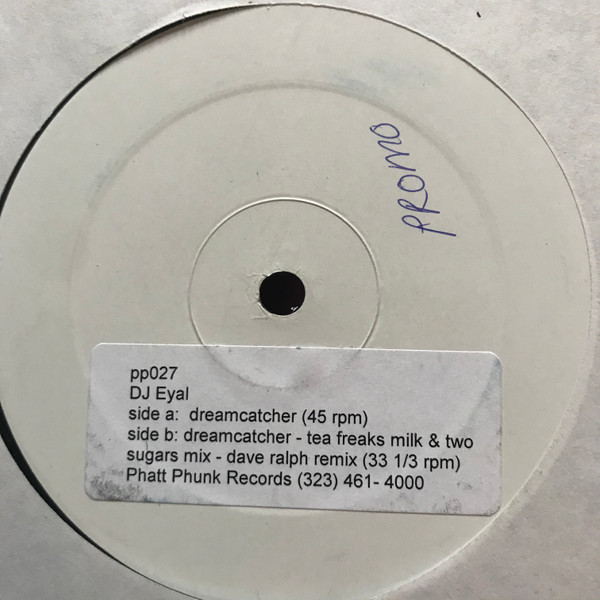 PROMO
pp027
DJ Eyal
side a:  dreamcatcher (45 rpm)
side b: dreamcatcher - tea freaks milk & two
sugars mix - dave ralph remix (33 1/3 rpm)
Phatt Phunk Records (323) 461- 4000